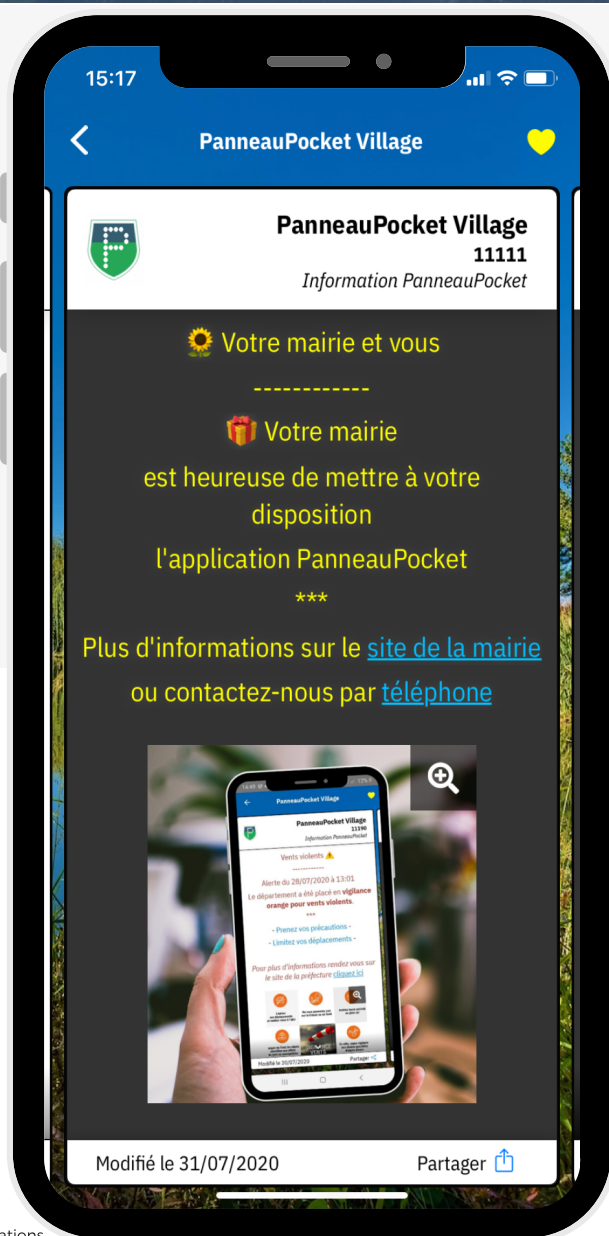 15:17
PanneauPocket Village
PanneauPocket Village
11111
Information PanneauPocket
🌻 Votre mairie et vous
------------
🎁 Votre mairie
est heureuse de mettre à votre
disposition
l'application PanneauPocket
***
Plus d'informations sur le site de la mairie
ou contactez-nous par téléphone
PanneauPocket Village
PanneauPocket Village
11190
Information PanneauPocket
Vents violents ⚠️
------------
Alerte du 28/07/2020 à 13:01
Le département a été placé en vigilance
orange pour vents violents.
***
- Prenez vos précautions -
- Limitez vos déplacements -
Pour plus d'informations rendez vous sur
le site de la préfecture cliquez ici
Modifié le 30/07/2020
Partager
Modifié le 31/07/2020
Partager
ations